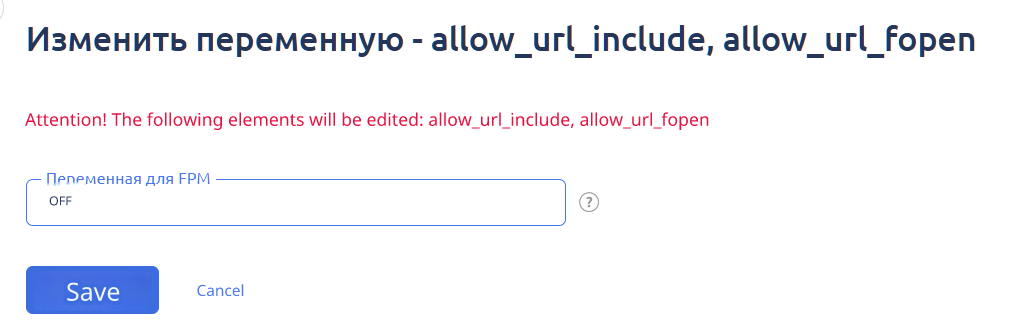 Изменить переменную - allow_url_include, allow_url_fopen
Attention! The following elements will be edited: allow_url_include, allow_url_fopen
Переменная для FPM
OFF
?
Save
Cancel